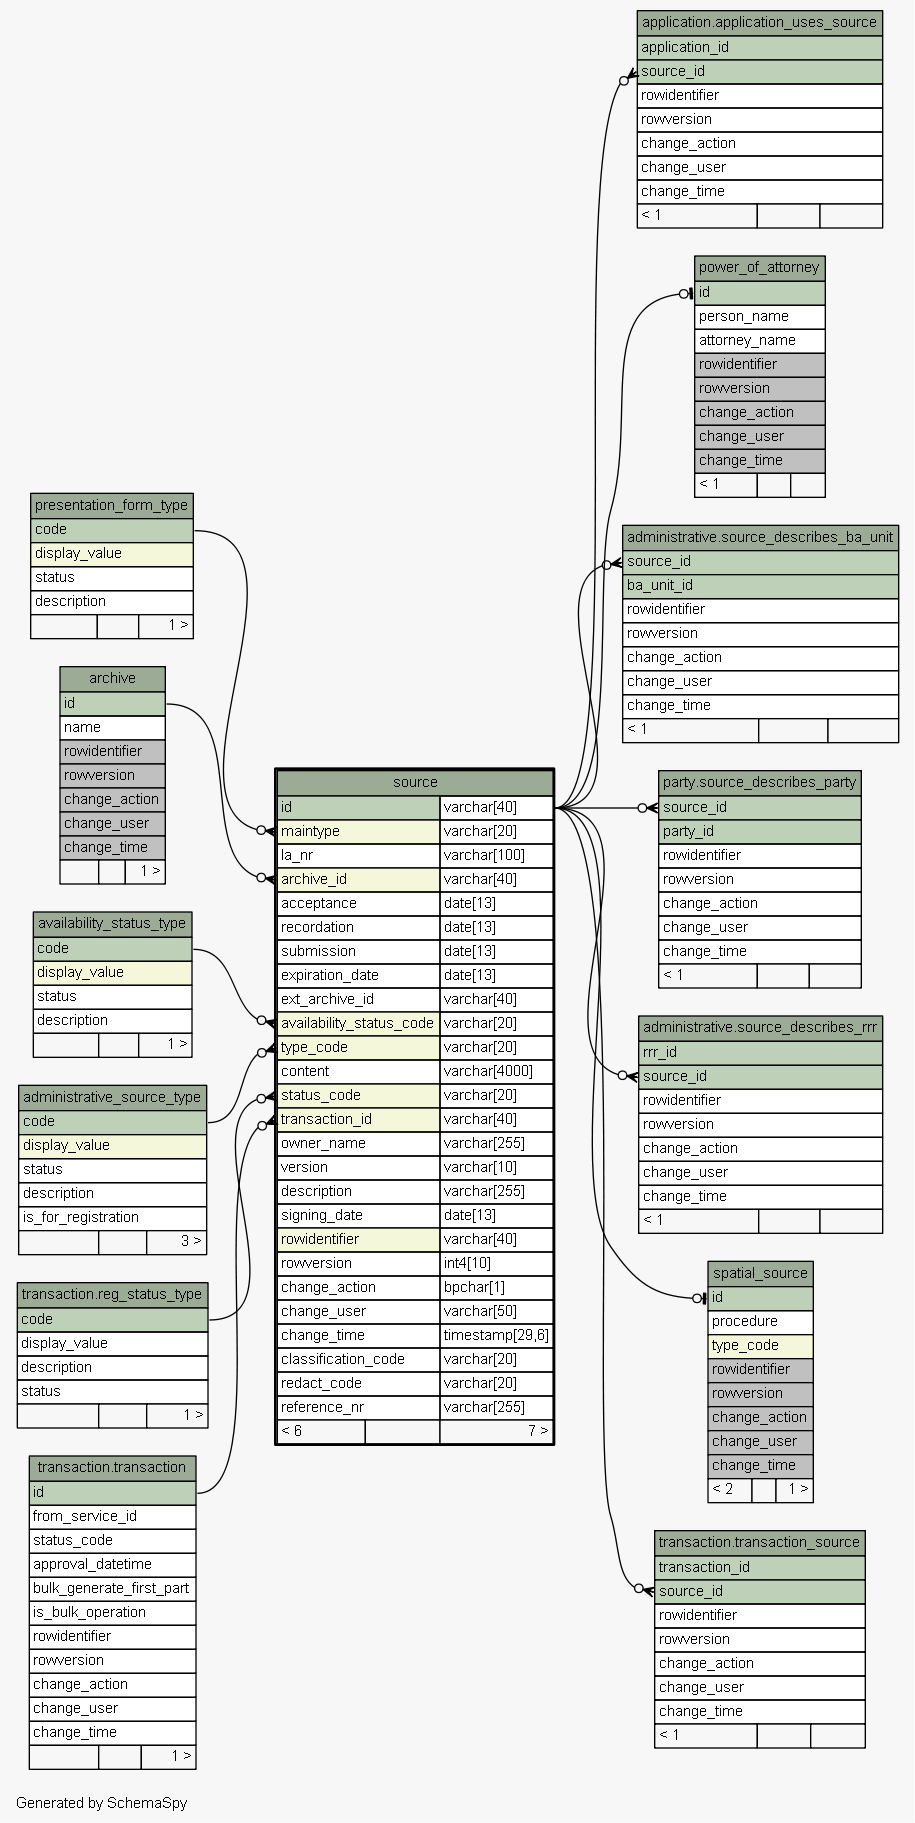 application.application_uses_source
application_id
source_id
rowidentifier
rowversion
change_action
change_user
change_time
< 1
power_of_attorney
id
person_name
attorney_name
rowidentifier
rowversion
change_action
change_user
change_time
< 1
presentation_form_type
code
display_value
status
description
1 >
administrative.source_describes_ba_unit
source_id
ba_unit_id
rowidentifier
rowversion
change_action
change_user
change_time
< 1
archive
id
name
rowidentifier
rowversion
change_action
change_user
change_time
1 >
source
id varchar[40]
maintype varchar[20]
la_nr varchar[100]
archive_id varchar[40]
acceptance date[13]
recordation date[13]
submission date[13]
expiration_date date[13]
ext_archive_id varchar[40]
availability_status_code varchar[20]
type_code varchar[20]
content varchar[4000]
status_code varchar[20]
transaction_id varchar[40]
owner_name varchar[255]
version varchar[10]
description varchar[255]
signing_date date[13]
rowidentifier varchar[40]
rowversion int4[10]
change_action bpchar[1]
change_user varchar[50]
change_time timestamp[29,6]
classification_code varchar[20]
redact_code varchar[20]
reference_nr varchar[255]
< 6 7 >
party.source_describes_party
source_id
party_id
rowidentifier
rowversion
change_action
change_user
change_time
< 1
availability_status_type
code
display_value
status
description
1 >
administrative.source_describes_rrr
rrr_id
source_id
rowidentifier
rowversion
change_action
change_user
change_time
< 1
administrative_source_type
code
display_value
status
description
is_for_registration
3 >
spatial_source
id
procedure
type_code
rowidentifier
rowversion
change_action
change_user
change_time
< 2 1 >
transaction.reg_status_type
code
display_value
description
status
1 >
transaction.transaction
id
from_service_id
status_code
approval_datetime
bulk_generate_first_part
is_bulk_operation
rowidentifier
rowversion
change_action
change_user
change_time
1 >
transaction.transaction_source
transaction_id
source_id
rowidentifier
rowversion
change_action
change_user
change_time
< 1
Generated by SchemaSpy